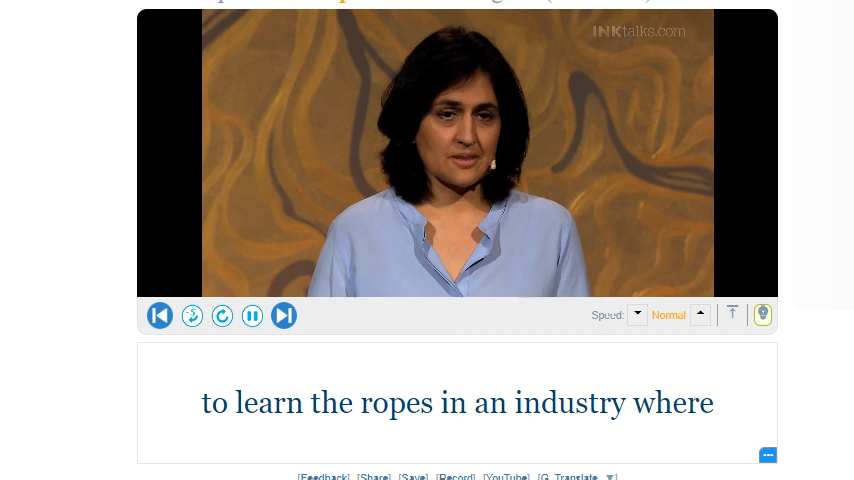 INKtalks.com
Speed: Normal
to learn the ropes in an industry where
[Feedback] [Share] [Save] [Record] [YouTube] [G. Translate ▼]